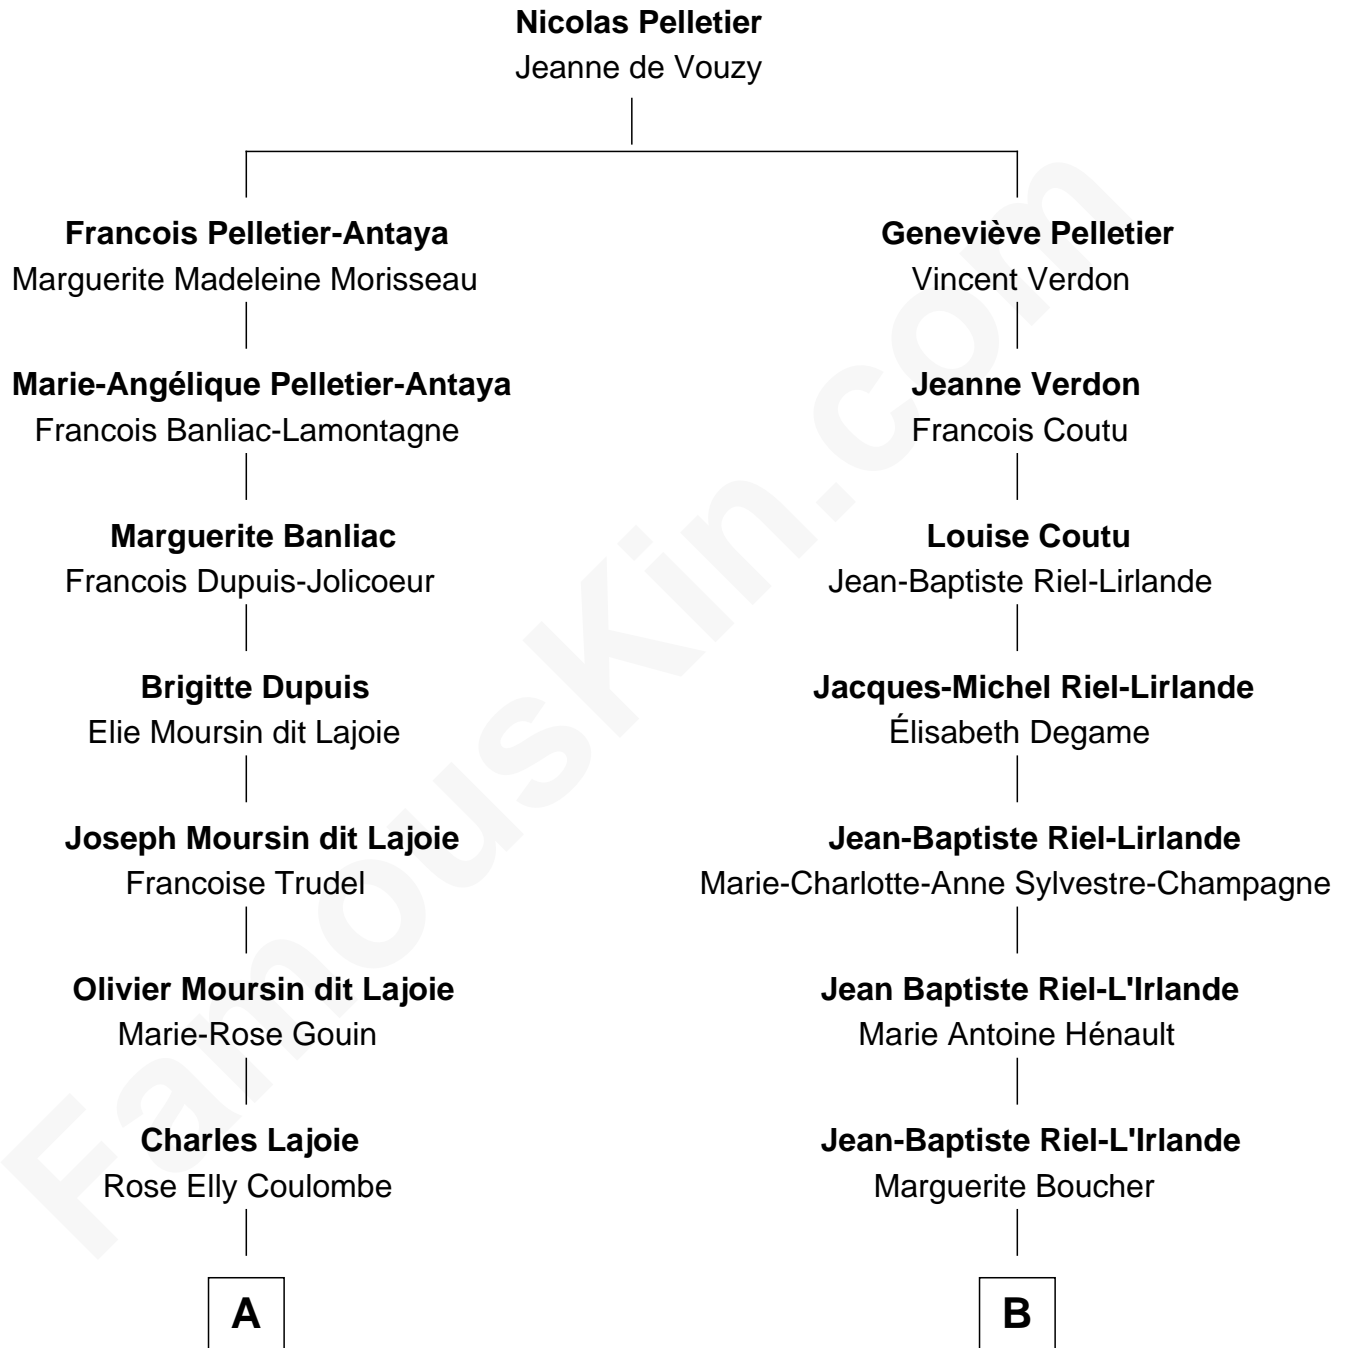 Nicolas Pelletier
Jeanne de Vouzy
Francois Pelletier-Antaya
Marguerite Madeleine Morisseau
Geneviève Pelletier
Vincent Verdon
Marie-Angélique Pelletier-Antaya
Francois Banliac-Lamontagne
Jeanne Verdon
Francois Coutu
Marguerite Banliac
Francois Dupuis-Jolicoeur
Louise Coutu
Jean-Baptiste Riel-Lirlande
Brigitte Dupuis
Elie Moursin dit Lajoie
Jacques-Michel Riel-Lirlande
Élisabeth Degame
Joseph Moursin dit Lajoie
Francoise Trudel
Jean-Baptiste Riel-Lirlande
Marie-Charlotte-Anne Sylvestre-Champagne
Olivier Moursin dit Lajoie
Marie-Rose Gouin
Jean Baptiste Riel-L'Irlande
Marie Antoine Hénault
Charles Lajoie
Rose Elly Coulombe
Jean-Baptiste Riel-L'Irlande
Marguerite Boucher
A
B
FamousKin.com